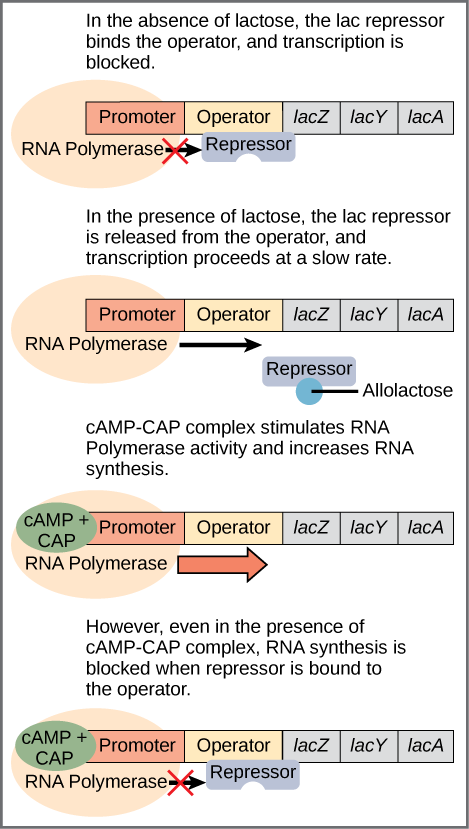 In the absence of lactose, the lac repressor
binds the operator, and transcription is
blocked.
Promoter Operator lacZ lacY lacA
RNA Polymerase Repressor
In the presence of lactose, the lac repressor
is released from the operator, and
transcription proceeds at a slow rate.
Promoter Operator lacZ lacY lacA
RNA Polymerase
Repressor
Allolactose
cAMP-CAP complex stimulates RNA
Polymerase activity and increases RNA
synthesis.
cAMP +
CAP
Promoter Operator lacZ lacY lacA
RNA Polymerase
However, even in the presence of
cAMP-CAP complex, RNA synthesis is
blocked when repressor is bound to
the operator.
cAMP +
CAP
Promoter Operator lacZ lacY lacA
RNA Polymerase Repressor